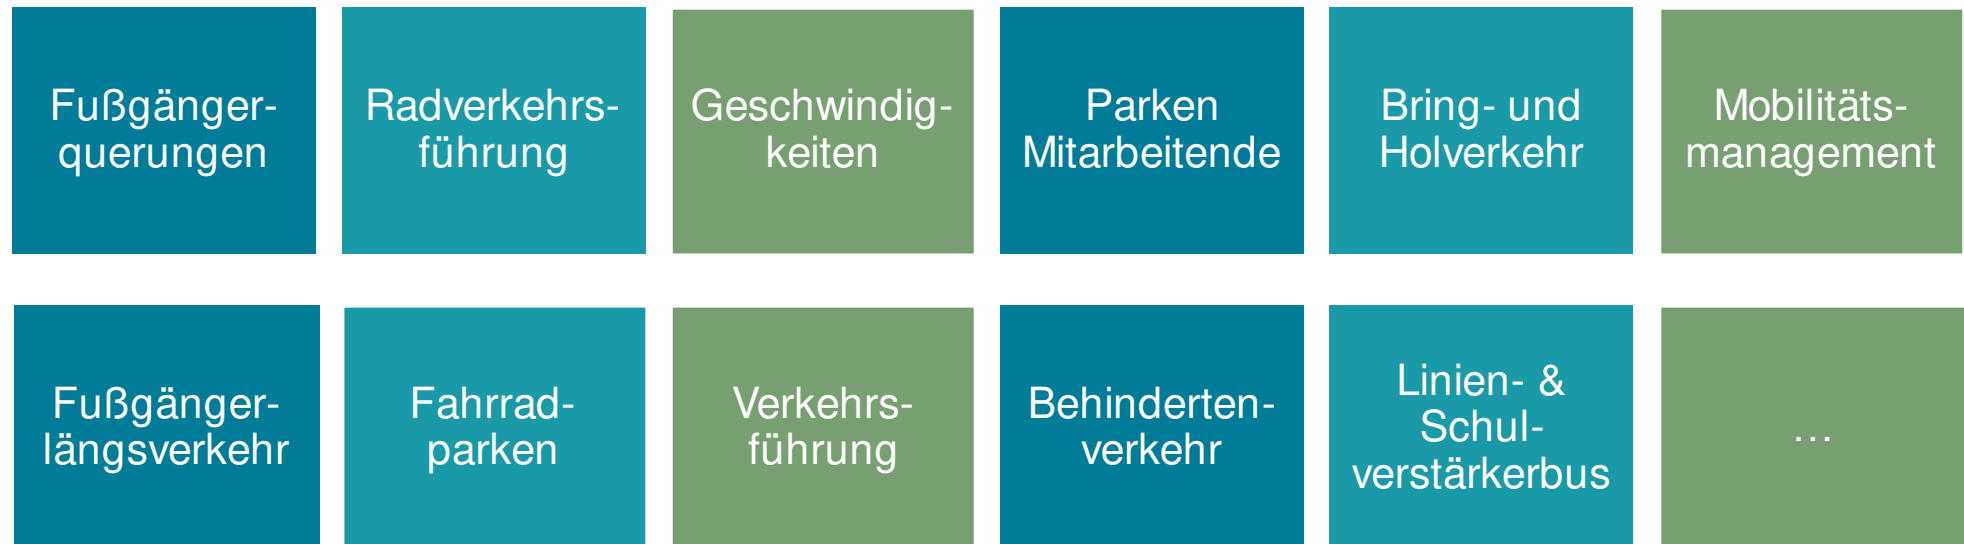 Fußgänger-
querungen
Radverkehrs-
führung
Geschwindig-
keiten
Parken
Mitarbeitende
Bring- und
Holverkehr
Mobilitäts-
management
Fußgänger-
längsverkehr
Fahrrad-
parken
Verkehrs-
führung
Behinderten-
verkehr
Linien- &
Schul-
verstärkerbus
…